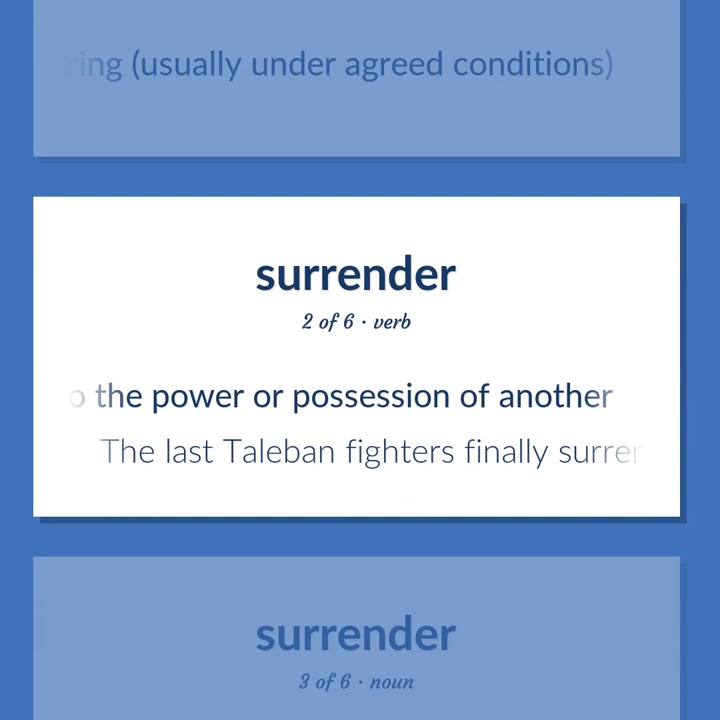 ring (usually under agreed conditions)
surrender
2 of 6 · verb
o the power or possession of another
The last Taleban fighters finally surren
surrender
3 of 6 · noun